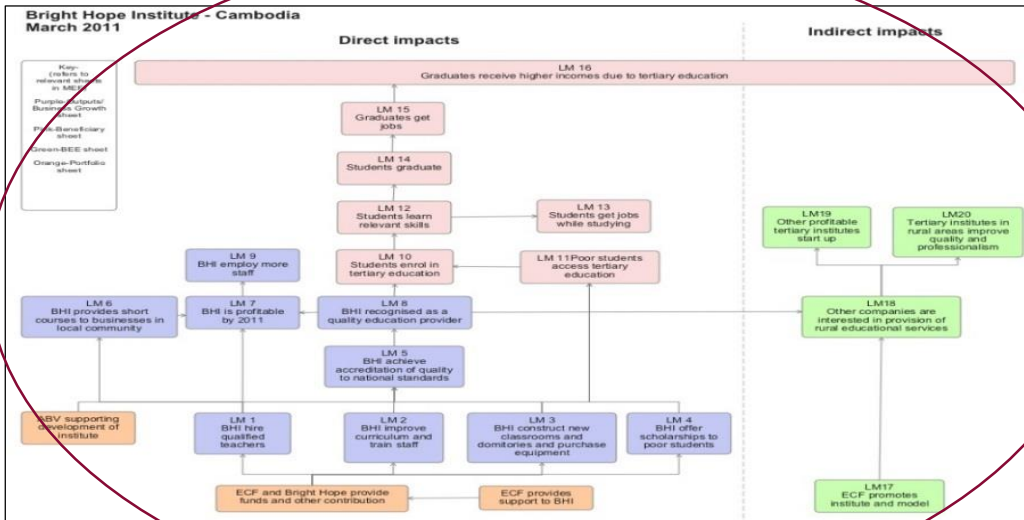 Bright Hope Institute - Cambodia
March 2011
Direct impacts
Indirect impacts
Key-
(refers to
relevant sheets
in MEE)
Purple-Outputs/
Business Growth
sheet
Pink-Beneficiary
sheet
Green-BEE sheet
Orange-Portfolio
sheet
LM 16
Graduates receive higher incomes due to tertiary education
LM 15
Graduates get
jobs
LM 14
Students graduate
LM 12
Students learn
relevant skills
LM 13
Students get jobs
while studying
LM19
Other profitable
tertiary institutes
start up
LM20
Tertiary institutes in
rural areas improve
quality and
professionalism
LM 9
BHI employ more
staff
LM 10
Students enrol in
tertiary education
LM 11Poor students
access tertiary
education
LM 6
BHI provides short
courses to businesses in
local community
LM 7
BHI is profitable
by 2011
LM 8
BHI recognised as a
quality education provider
LM18
Other companies are
interested in provision of
rural educational services
LM 5
BHI achieve
accreditation of quality
to national standards
ABV supporting
development of
institute
LM 1
BHI hire
qualified
teachers
LM 2
BHI improve
curriculum and
train staff
LM 3
BHI construct new
classrooms and
domitories and purchase
equipment
LM 4
BHI offer
scholarships to
poor students
ECF and Bright Hope provide
funds and other contribution
ECF provides
support to BHI
LM17
ECF promotes
institute and model